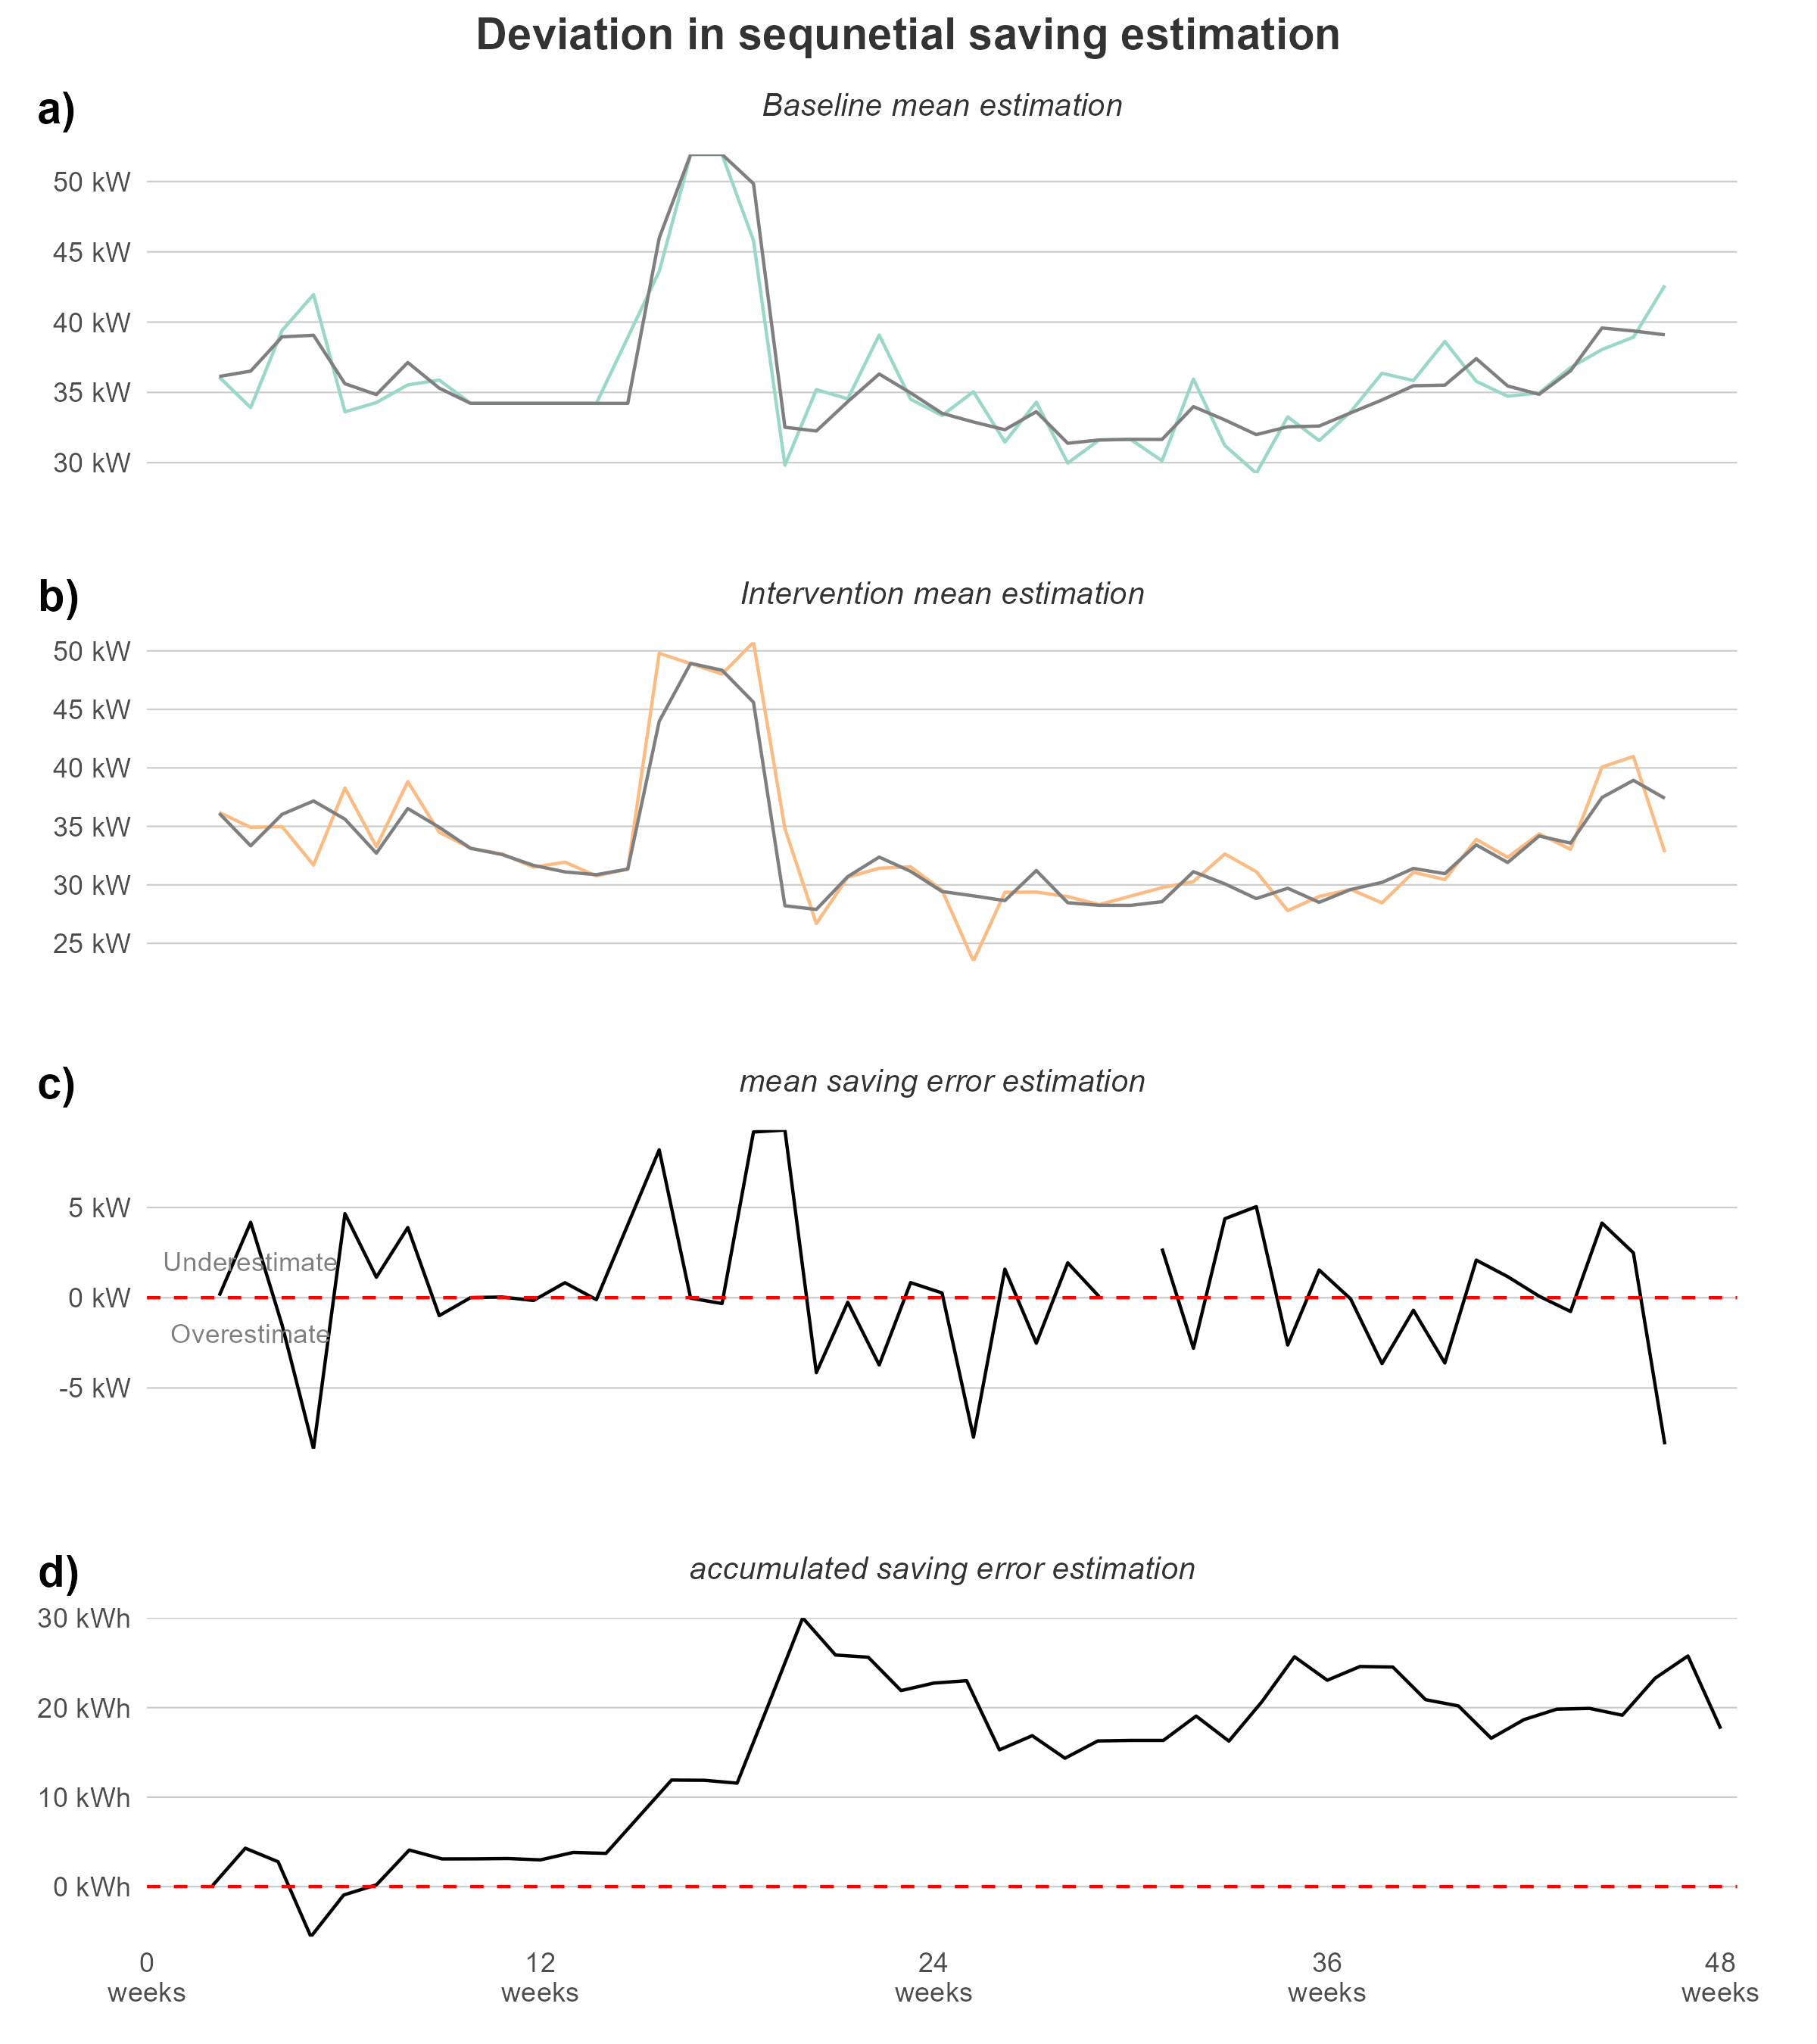 Deviation in sequnetial saving estimation
a)
Baseline mean estimation
50 kW
45 kW
40 kW
35 kW
30 kW
b)
Intervention mean estimation
50 kW
45 kW
40 kW
35 kW
30 kW
25 kW
c)
mean saving error estimation
5 kW
Underestimate
0 kW
Overestimate
-5 kW
d)
accumulated saving error estimation
30 kWh
20 kWh
10 kWh
0 kWh
0 weeks
12 weeks
24 weeks
36 weeks
48 weeks